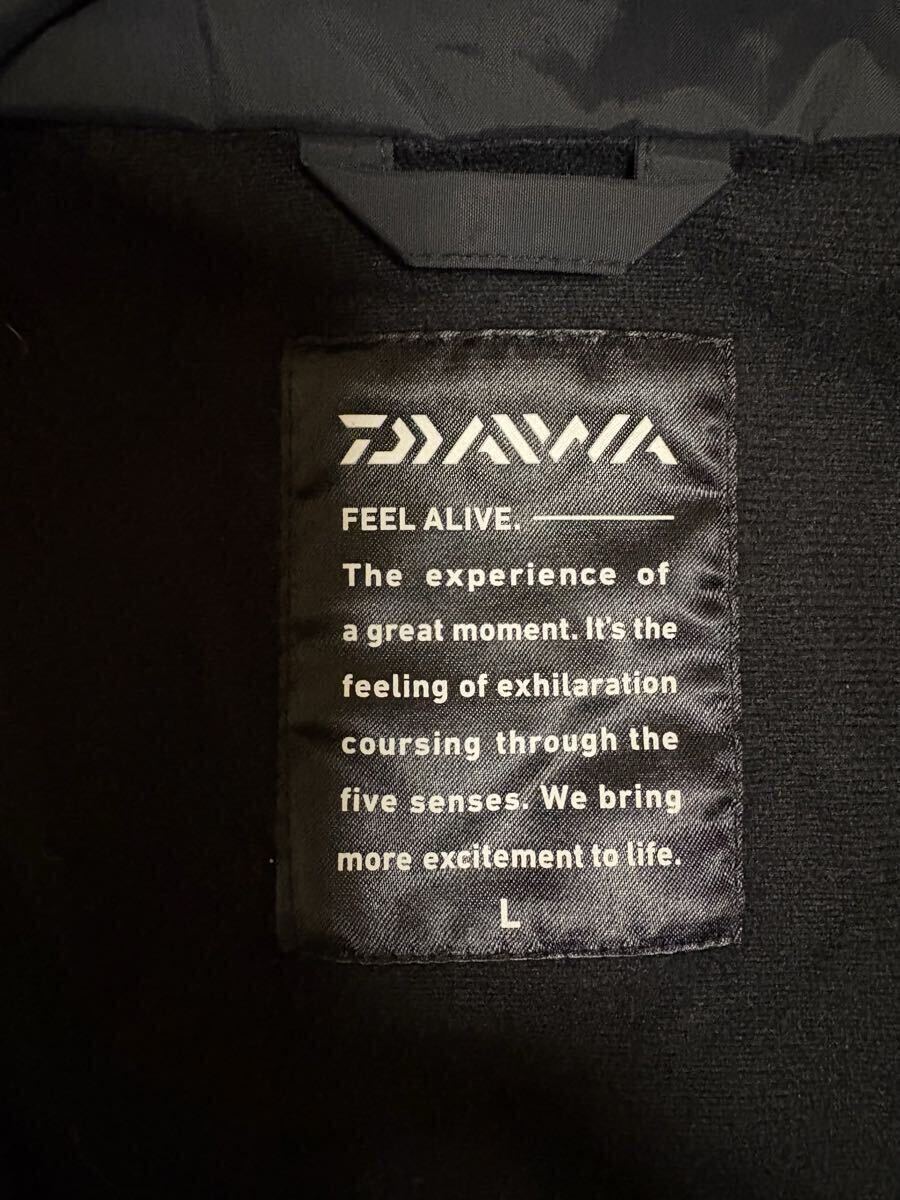 DAIWA
FEEL ALIVE.
The experience of
a great moment. It's the
feeling of exhilaration
coursing through the
five senses. We bring
more excitement to life.
L